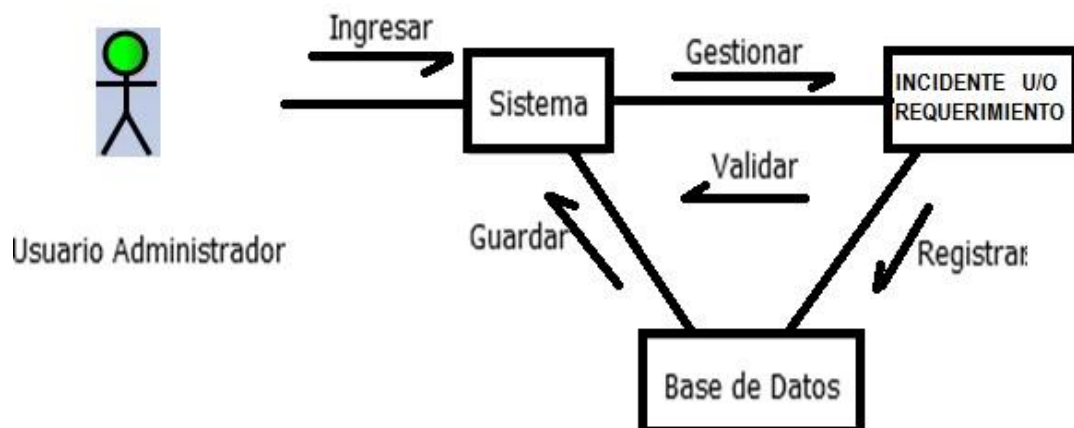 Ingresar
Gestionar
Sistema
INCIDENTE U/O
REQUERIMIENTO
Validar
Guardar
Usuario Administrador
Registrar
Base de Datos